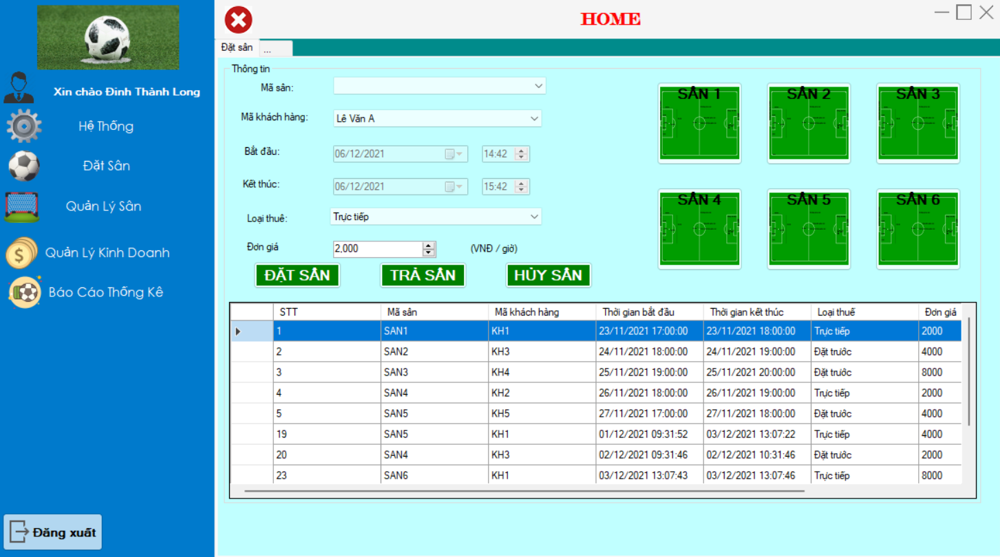 HOME
Xin chào Đinh Thành Long
Hệ Thống
Đặt Sân
Quản Lý Sân
Quản Lý Kinh Doanh
Báo Cáo Thống Kê
Đăng xuất
Đặt sân ...
Thông tin
Mã sân:
Mã khách hàng: Lê Văn A
Bắt đầu: 06/12/2021 14:42
Kết thúc: 06/12/2021 15:42
Loại thuê: Trực tiếp
Đơn giá 2,000 (VNĐ / giờ)
ĐẶT SÂN TRẢ SÂN HỦY SÂN
SÂN 1 SÂN 2 SÂN 3
SÂN 4 SÂN 5 SÂN 6
STT Mã sân Mã khách hàng Thời gian bắt đầu Thời gian kết thúc Loại thuế Đơn giá
1 SAN1 KH1 23/11/2021 17:00:00 23/11/2021 18:00:00 Trực tiếp 2000
2 SAN2 KH3 24/11/2021 18:00:00 24/11/2021 19:00:00 Đặt trước 4000
3 SAN3 KH4 25/11/2021 19:00:00 25/11/2021 20:00:00 Đặt trước 8000
4 SAN4 KH2 26/11/2021 18:00:00 26/11/2021 19:00:00 Trực tiếp 2000
5 SAN5 KH5 27/11/2021 17:00:00 27/11/2021 18:00:00 Đặt trước 4000
19 SAN5 KH1 01/12/2021 09:31:52 03/12/2021 13:07:22 Trực tiếp 4000
20 SAN4 KH3 02/12/2021 09:31:46 02/12/2021 10:31:46 Đặt trước 2000
23 SAN6 KH1 03/12/2021 13:07:43 03/12/2021 13:07:46 Trực tiếp 8000